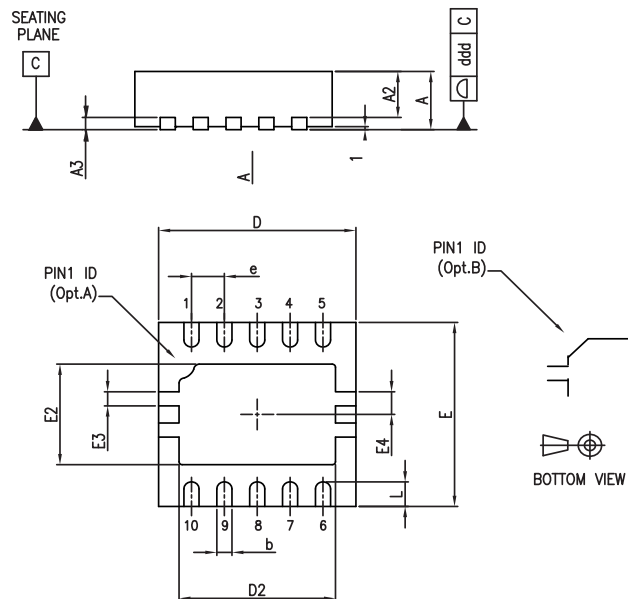 SEATING
PLANE
C
C
ddd
A2
A
A3
1
A
D
PIN1 ID
(Opt.A)
e
PIN1 ID
(Opt.B)
1
2
3
4
5
E2
E3
E4
E
L
BOTTOM VIEW
10
9
8
7
6
b
D2